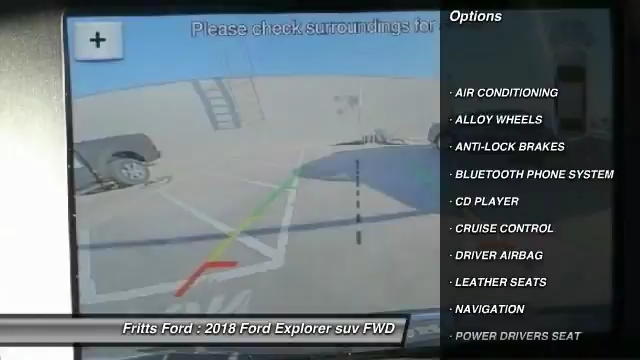 Please check surroundings for
Options
· AIR CONDITIONING
· ALLOY WHEELS
· ANTI-LOCK BRAKES
· BLUETOOTH PHONE SYSTEM
· CD PLAYER
· CRUISE CONTROL
· DRIVER AIRBAG
· LEATHER SEATS
· NAVIGATION
· POWER DRIVERS SEAT
Fritts Ford : 2018 Ford Explorer suv FWD